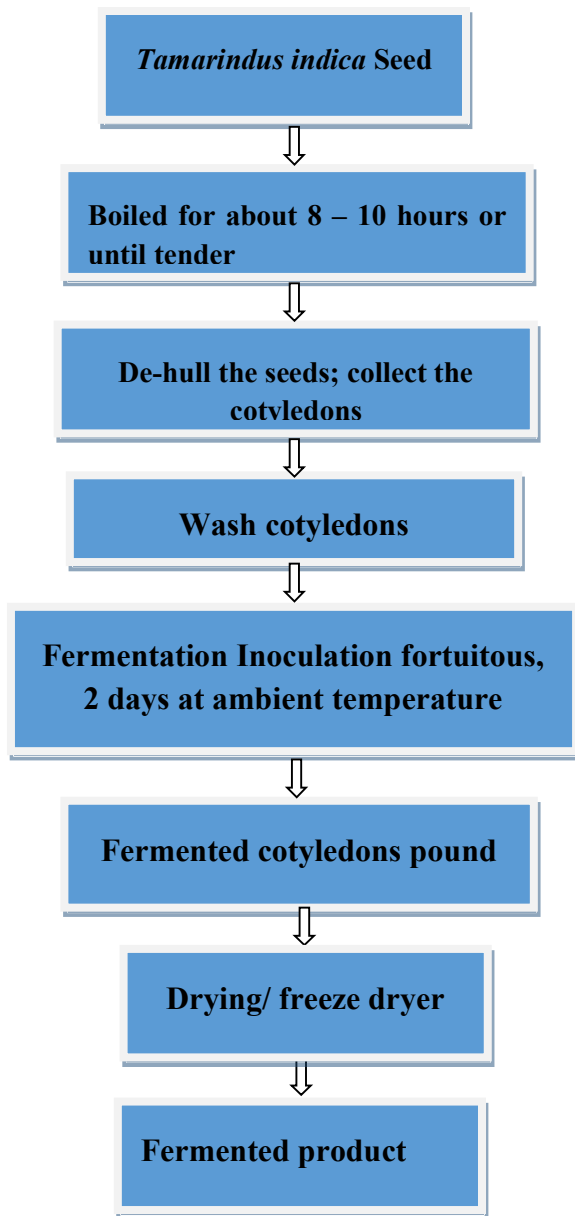 Tamarindus indica Seed
Boiled for about 8 – 10 hours or
until tender
De-hull the seeds; collect the
cotyledons
Wash cotyledons
Fermentation Inoculation fortuitous,
2 days at ambient temperature
Fermented cotyledons pound
Drying/ freeze dryer
Fermented product